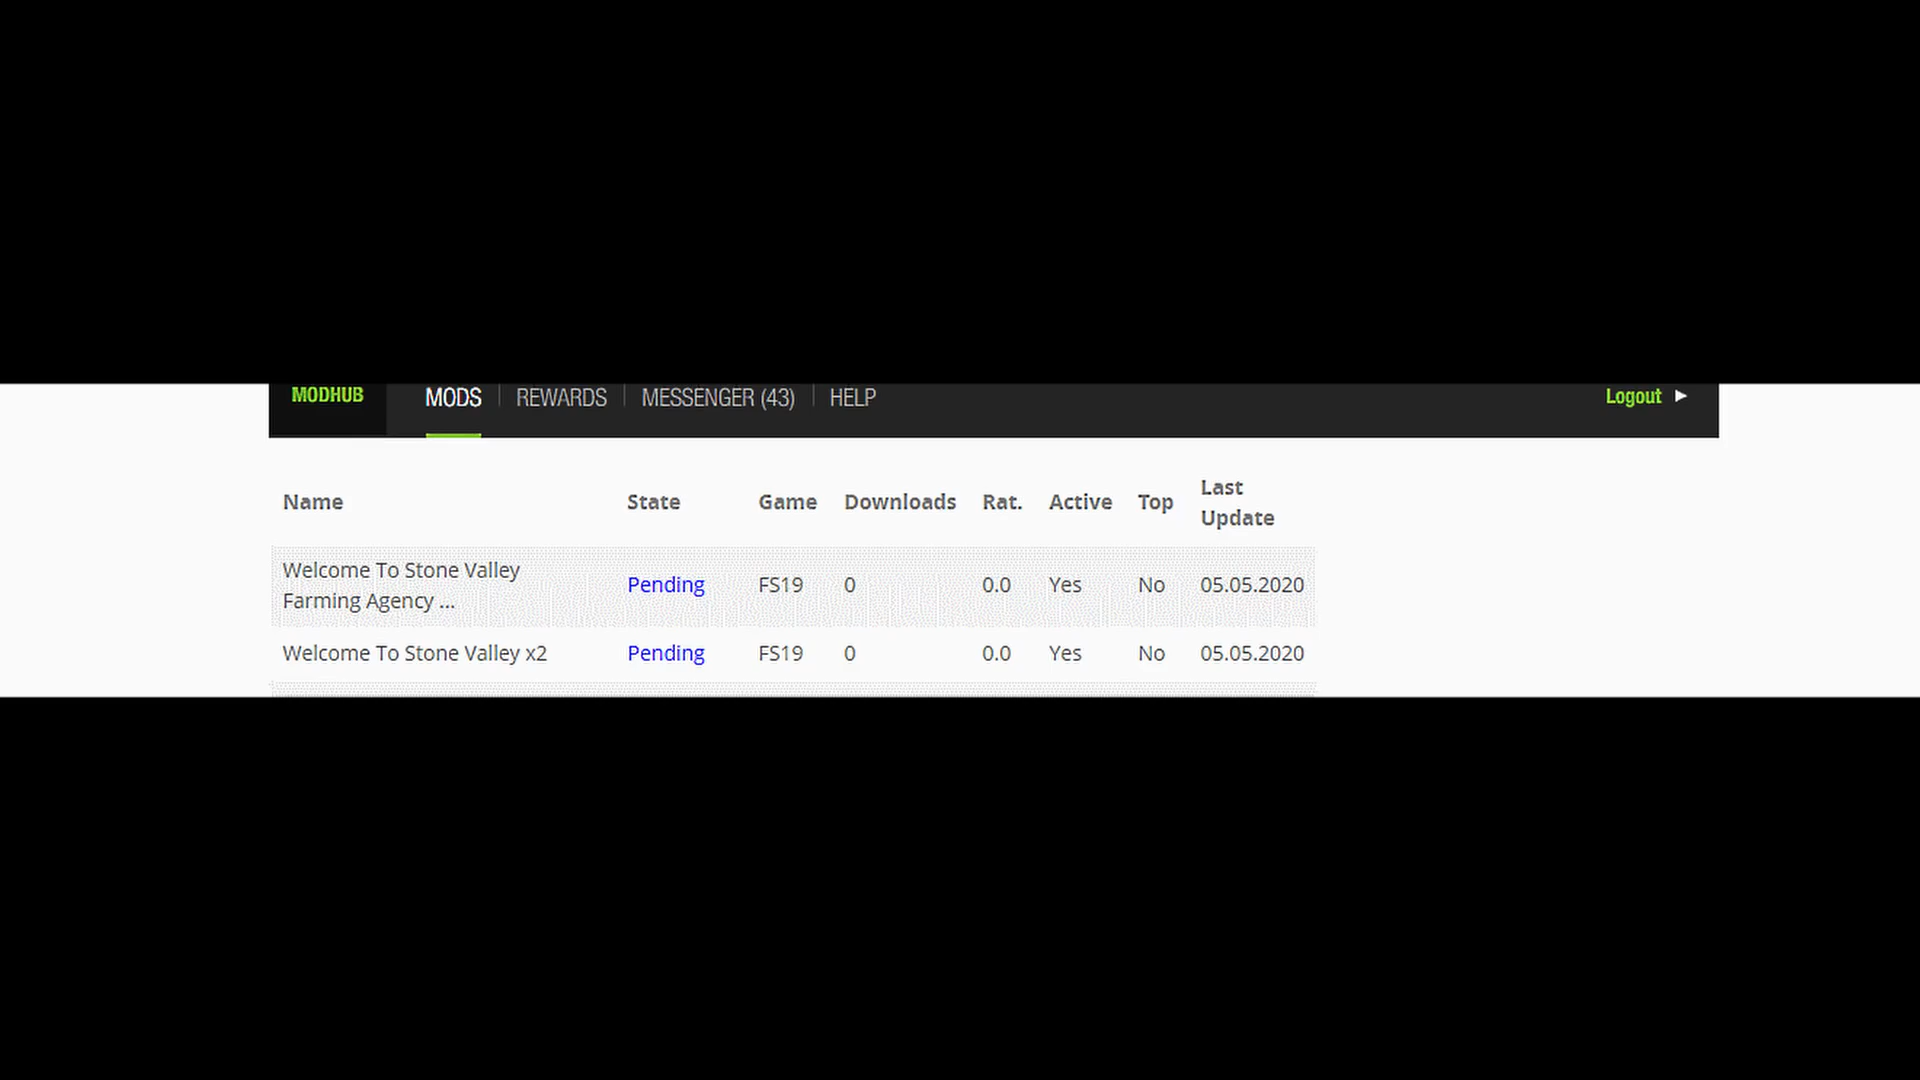 MODHUB MODS REWARDS MESSENGER (43) HELP Logout
Name State Game Downloads Rat. Active Top Last Update
Welcome To Stone Valley
Farming Agency ... Pending FS19 0 0.0 Yes No 05.05.2020
Welcome To Stone Valley x2 Pending FS19 0 0.0 Yes No 05.05.2020